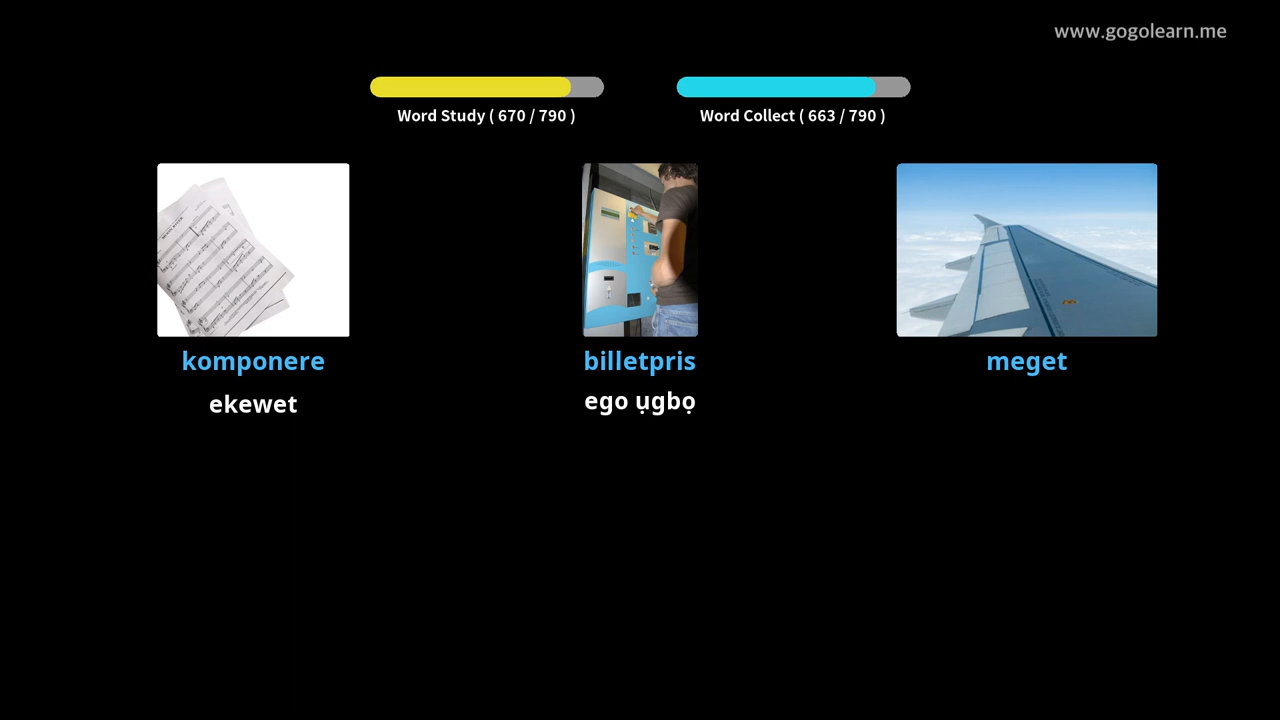 www.gogolearn.me
Word Study ( 670 / 790 )
Word Collect ( 663 / 790 )
komponere
billetpris
meget
ekewet
ego ụgbọ